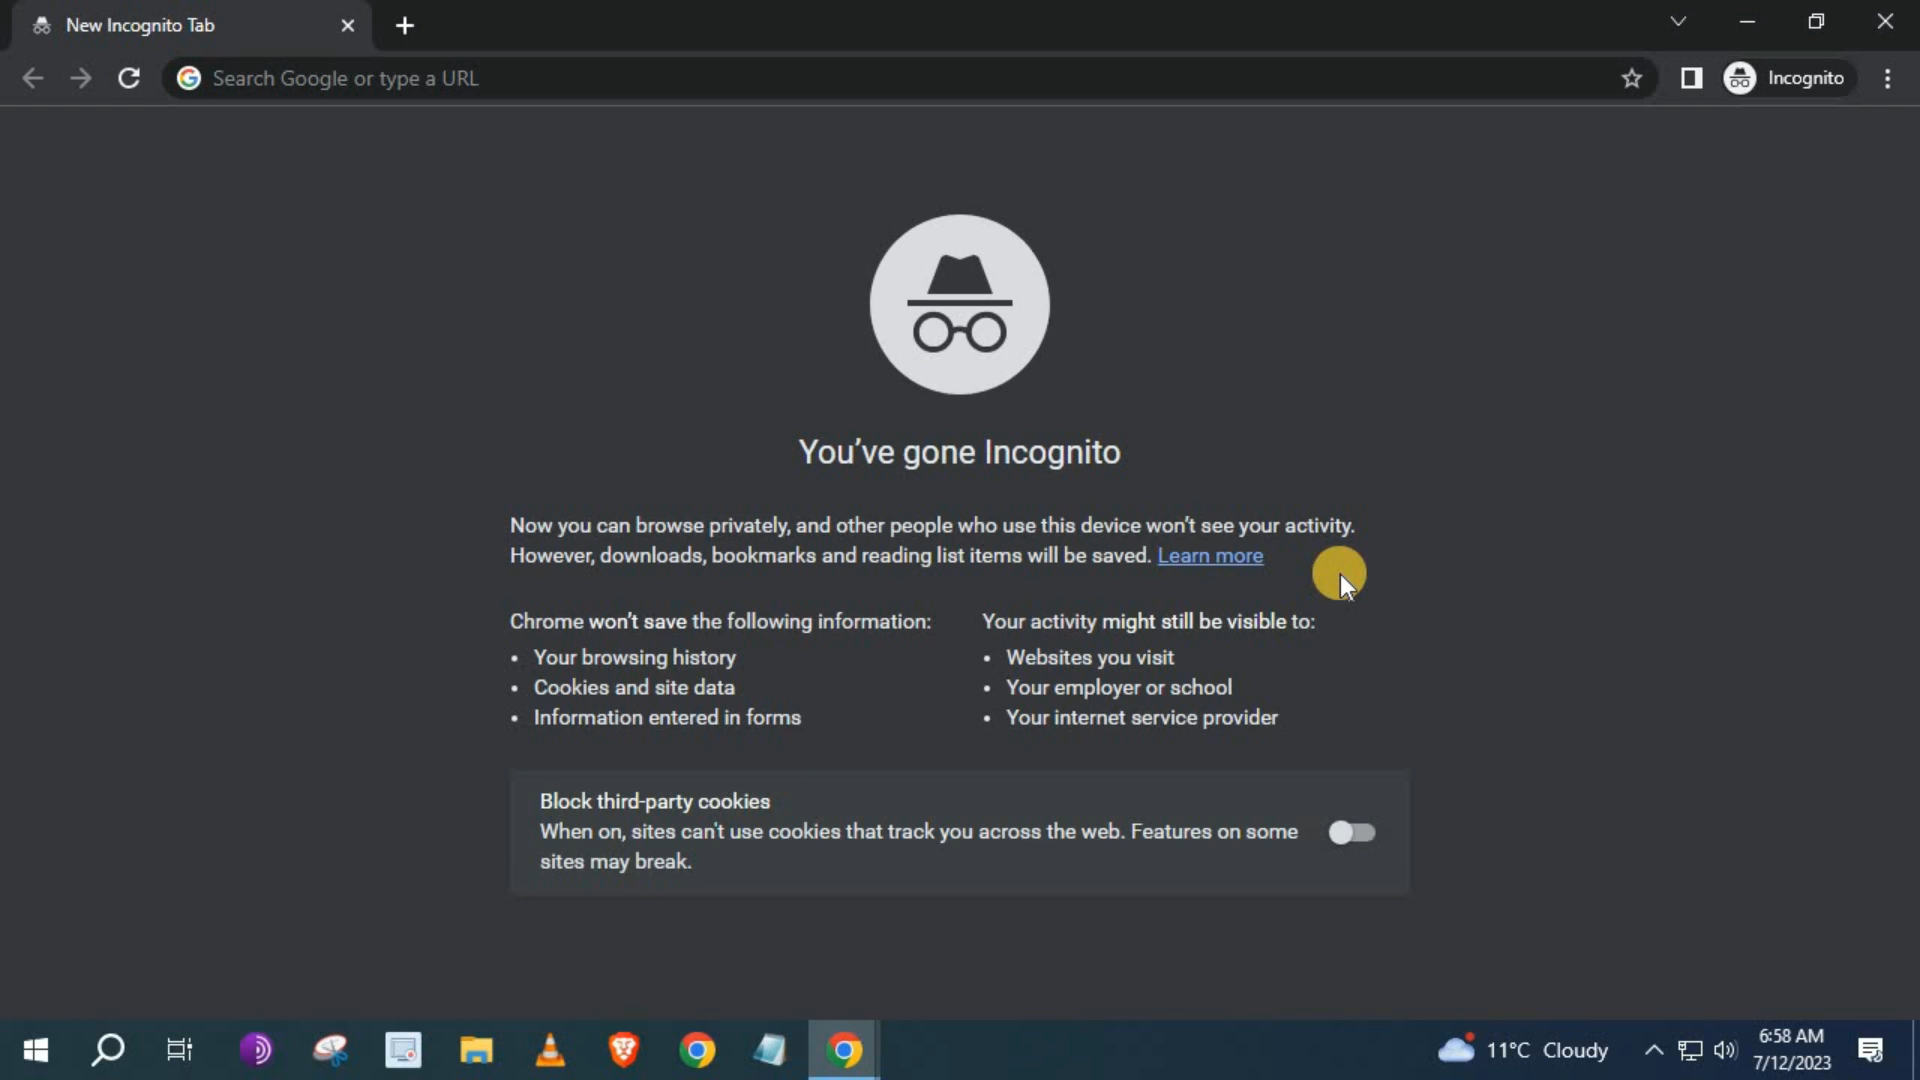 New Incognito Tab
Search Google or type a URL
Incognito
You've gone Incognito
Now you can browse privately, and other people who use this device won't see your activity.
However, downloads, bookmarks and reading list items will be saved. Learn more
Chrome won't save the following information:
Your browsing history
Cookies and site data
Information entered in forms
Your activity might still be visible to:
Websites you visit
Your employer or school
Your internet service provider
Block third-party cookies
When on, sites can't use cookies that track you across the web. Features on some
sites may break.
11°C Cloudy
6:58 AM
7/12/2023